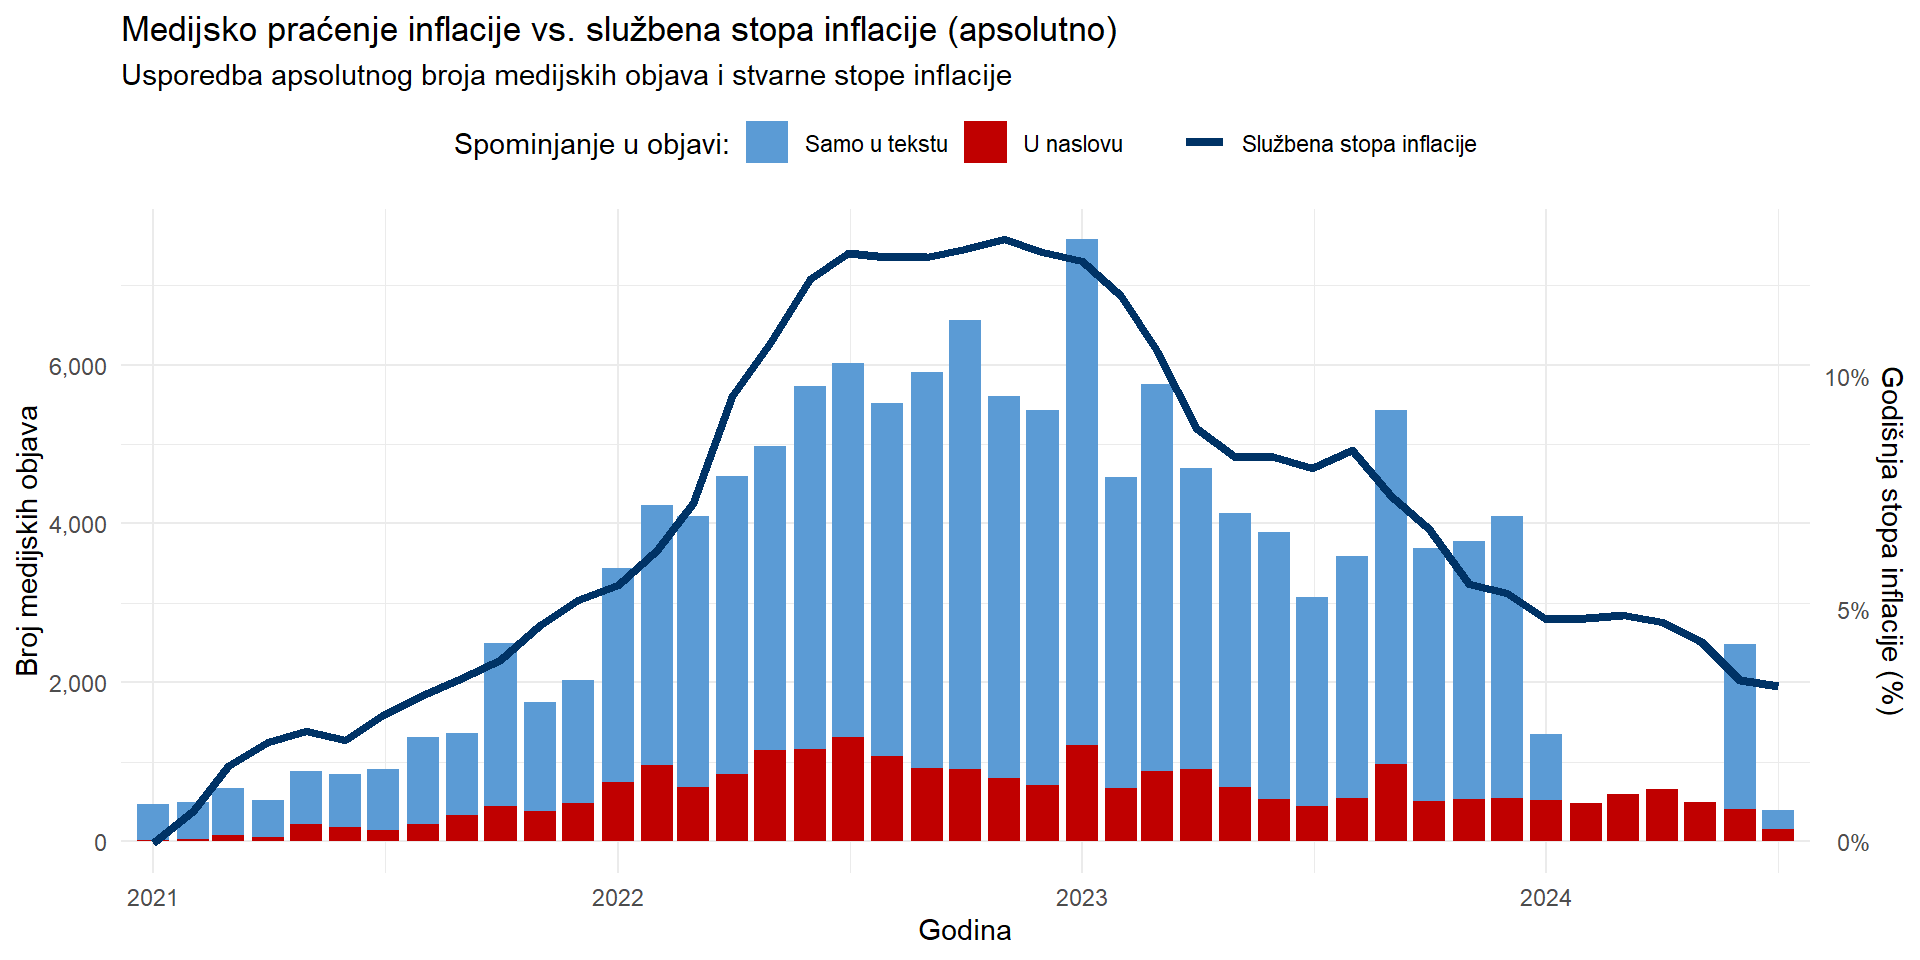 Medijsko praćenje inflacije vs. službena stopa inflacije (apsolutno)
Usporedba apsolutnog broja medijskih objava i stvarne stope inflacije
Spominjanje u objavi:
Samo u tekstu
U naslovu
Službena stopa inflacije
Broj medijskih objava
6,000
4,000
2,000
0
10%
5%
0%
Godišnja stopa inflacije (%)
2021
2022
2023
2024
Godina